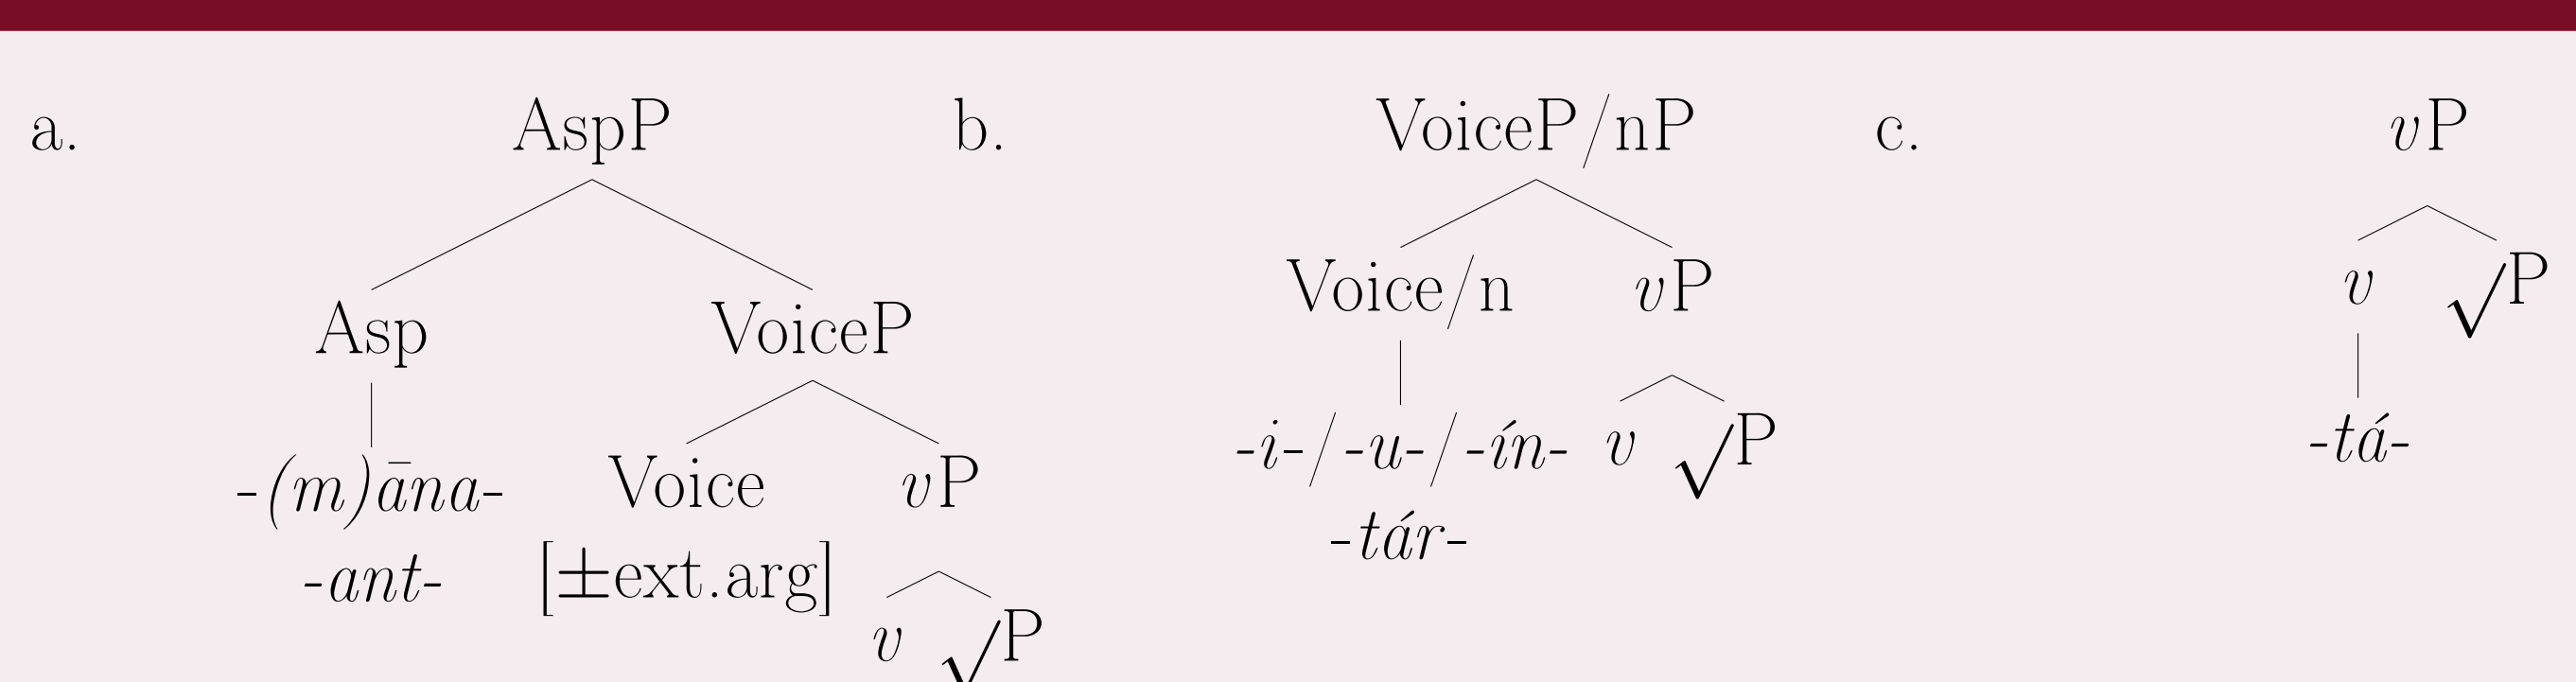 a. AspP
Asp VoiceP
-(m)āna- Voice vP
-ant- [±ext.arg]
v √P
b. VoiceP/nP
Voice/n vP
-i-/-u-/-ín- v √P
-tár-
c. vP
v √P
-tá-